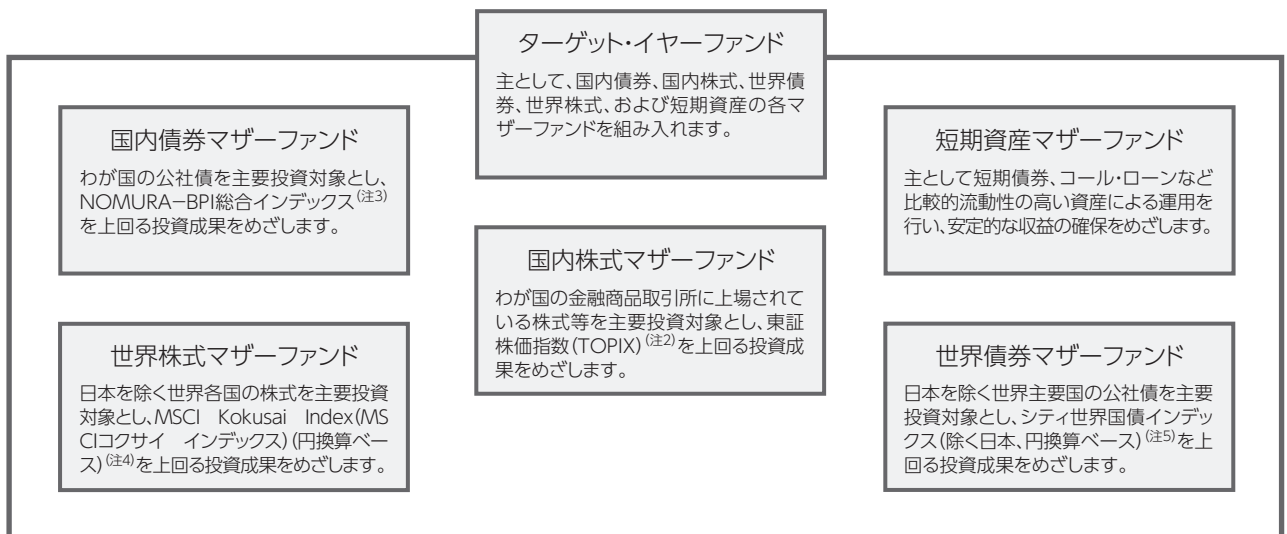 ターゲット・イヤーファンド
主として、国内債券、国内株式、世界債
券、世界株式、および短期資産の各マ
ザーファンドを組み入れます。
国内債券マザーファンド
わが国の公社債を主要投資対象とし、
NOMURA−BPI総合インデックス(注3)
を上回る投資成果をめざします。
短期資産マザーファンド
主として短期債券、コール・ローンなど
比較的流動性の高い資産による運用を
行い、安定的な収益の確保をめざします。
国内株式マザーファンド
わが国の金融商品取引所に上場されて
いる株式等を主要投資対象とし、東証
株価指数(TOPIX)(注2)を上回る投資成
果をめざします。
世界株式マザーファンド
日本を除く世界各国の株式を主要投資
対象とし、MSCI Kokusai Index(MS
CIコクサイ インデックス)(円換算ベー
ス)(注4)を上回る投資成果をめざします。
世界債券マザーファンド
日本を除く世界主要国の公社債を主要
投資対象とし、シティ世界国債インデッ
クス(除く日本、円換算ベース)(注5)を上
回る投資成果をめざします。